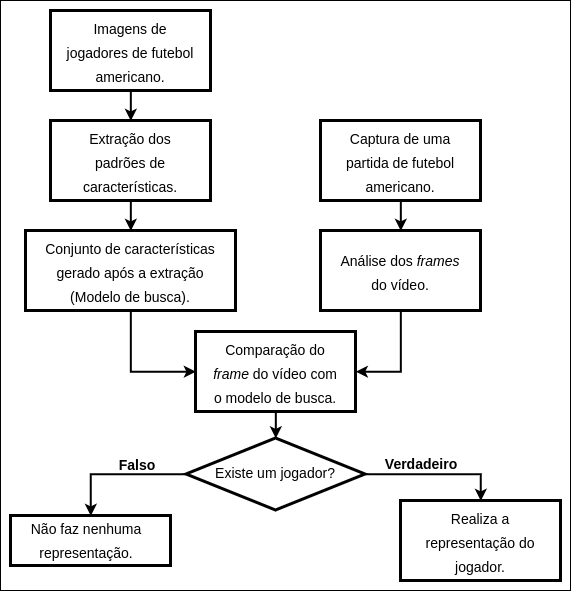 Imagens de
jogadores de futebol
americano.
Extração dos
padrões de
características.
Captura de uma
partida de futebol
americano.
Conjunto de características
gerado após a extração
(Modelo de busca).
Análise dos frames
do vídeo.
Comparação do
frame do vídeo com
o modelo de busca.
Existe um jogador?
Falso
Verdadeiro
Não faz nenhuma
representação.
Realiza a
representação do
jogador.